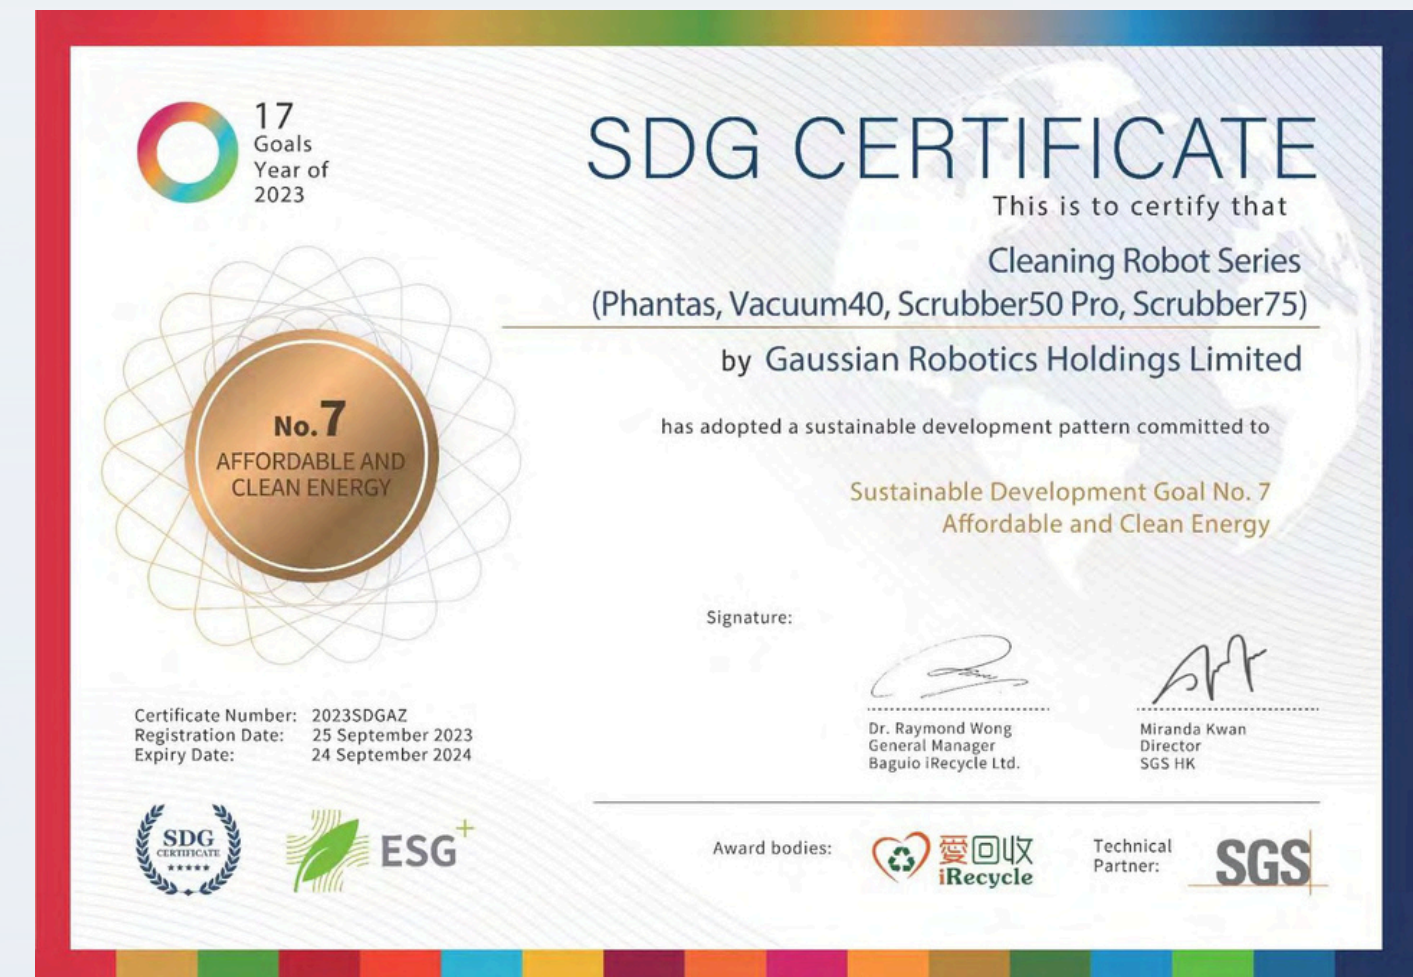 17
Goals
Year of
2023
SDG CERTIFICATE
This is to certify that
Cleaning Robot Series
(Phantas, Vacuum40, Scrubber50 Pro, Scrubber75)
by Gaussian Robotics Holdings Limited
No.7
AFFORDABLE AND
CLEAN ENERGY
has adopted a sustainable development pattern committed to
Sustainable Development Goal No. 7
Affordable and Clean Energy
Signature:
Dr. Raymond Wong
General Manager
Baguio iRecycle Ltd.
Miranda Kwan
Director
SGS HK
Certificate Number: 2023SDGAZ
Registration Date: 25 September 2023
Expiry Date: 24 September 2024
SDG
CERTIFICATE
ESG+
Award bodies:
愛回收
iRecycle
Technical
Partner:
SGS